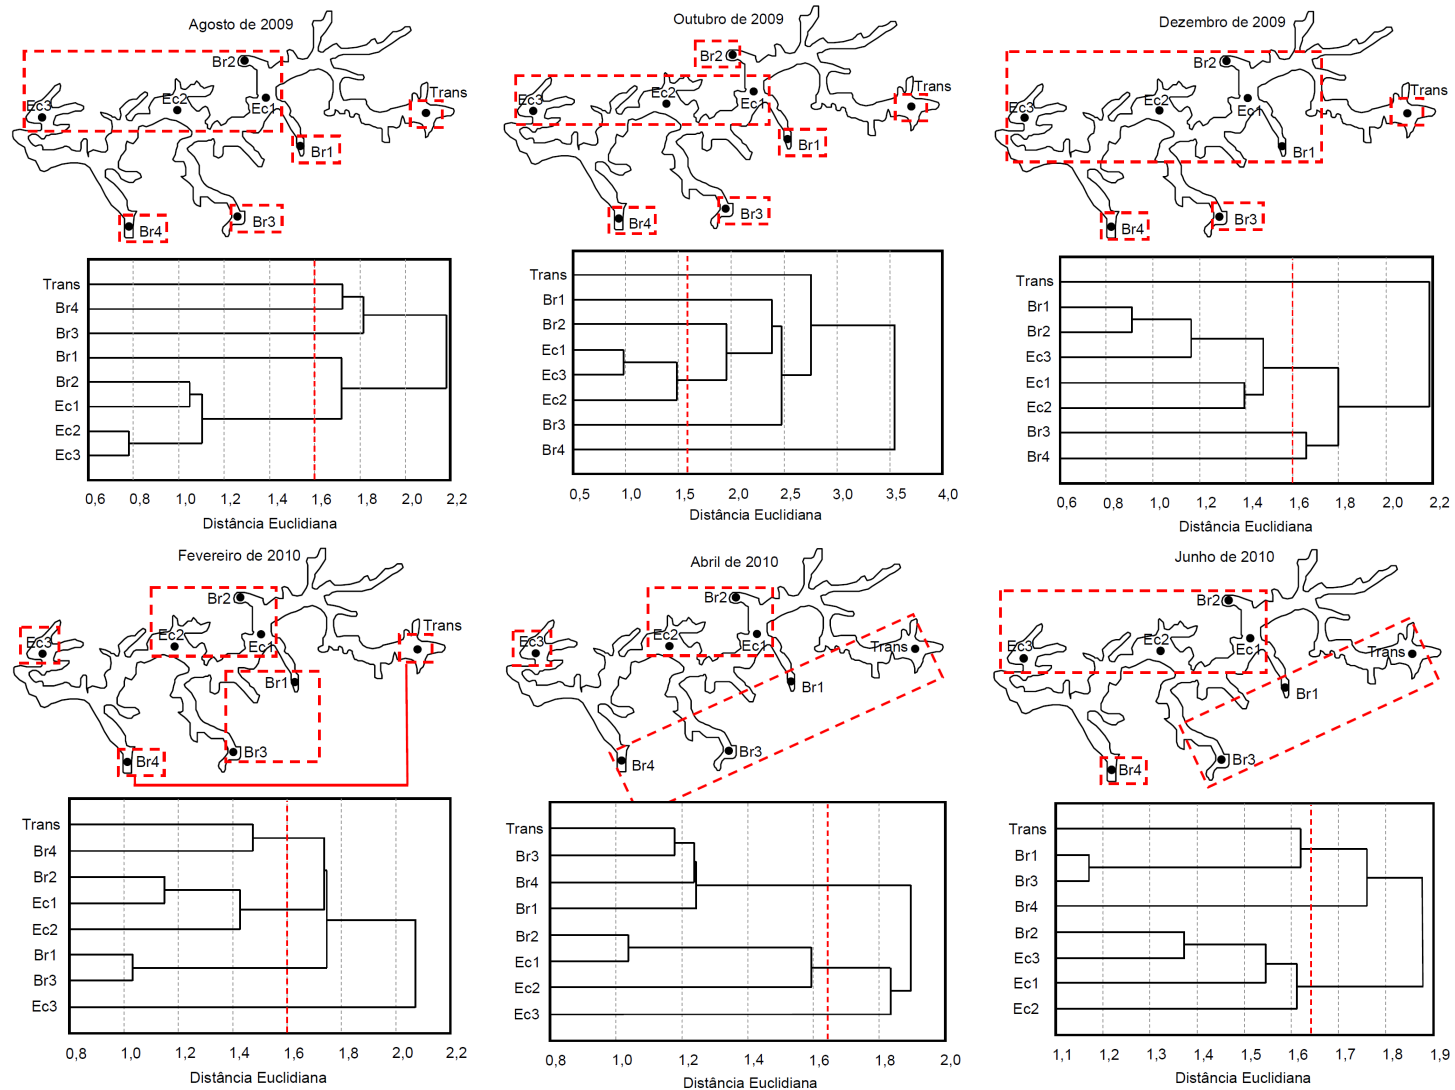 Agosto de 2009
Br2
Ec3
Ec2
Ec1
Trans
Br1
Br4
Br3
Trans
Br4
Br3
Br1
Br2
Ec1
Ec2
Ec3
0,6 0,8 1,0 1,2 1,4 1,6 1,8 2,0 2,2
Distância Euclidiana
Outubro de 2009
Br2
Ec3
Ec2
Ec1
Trans
Br1
Br4
Br3
Trans
Br1
Br2
Ec1
Ec3
Ec2
Br3
Br4
0,5 1,0 1,5 2,0 2,5 3,0 3,5 4,0
Distância Euclidiana
Dezembro de 2009
Br2
Ec3
Ec2
Ec1
Trans
Br1
Br4
Br3
Trans
Br1
Br2
Ec3
Ec1
Ec2
Br3
Br4
0,6 0,8 1,0 1,2 1,4 1,6 1,8 2,0 2,2
Distância Euclidiana
Fevereiro de 2010
Br2
Ec3
Ec2
Ec1
Trans
Br1
Br4
Br3
Trans
Br4
Br2
Ec1
Ec2
Br1
Br3
Ec3
0,8 1,0 1,2 1,4 1,6 1,8 2,0 2,2
Distância Euclidiana
Abril de 2010
Br2
Ec3
Ec2
Ec1
Trans
Br1
Br4
Br3
Trans
Br3
Br4
Br1
Br2
Ec1
Ec2
Ec3
0,8 1,0 1,2 1,4 1,6 1,8 2,0
Distância Euclidiana
Junho de 2010
Br2
Ec3
Ec2
Ec1
Trans
Br1
Br4
Br3
Trans
Br1
Br3
Br4
Br2
Ec3
Ec1
Ec2
1,1 1,2 1,3 1,4 1,5 1,6 1,7 1,8 1,9
Distância Euclidiana